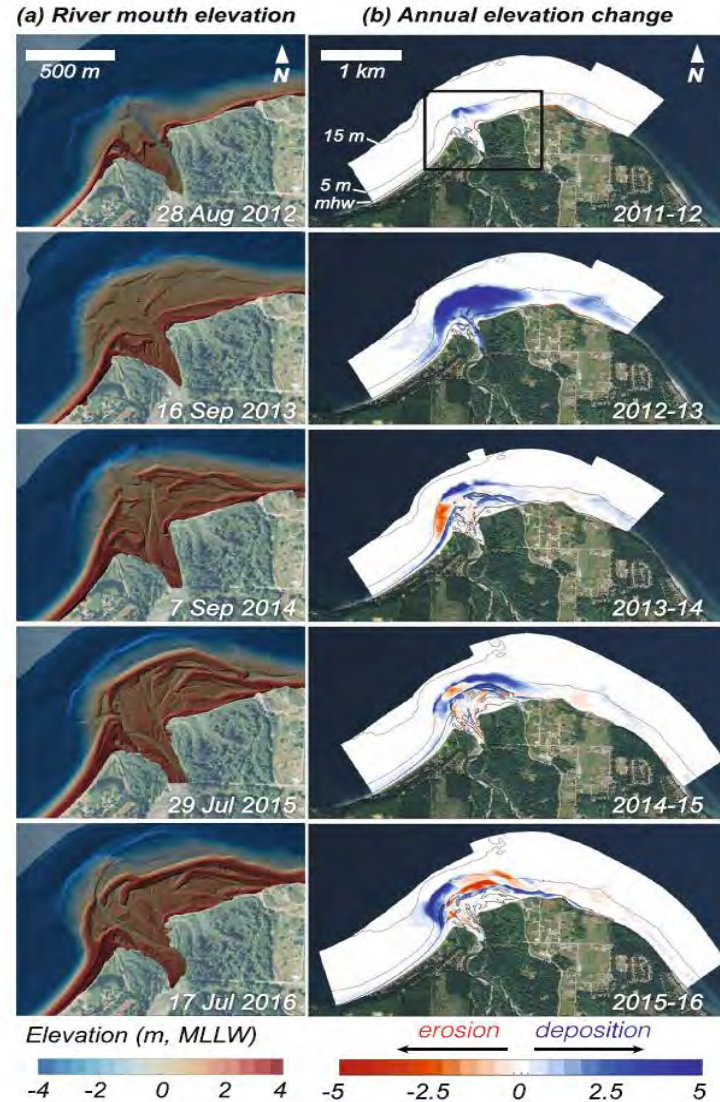 (a) River mouth elevation
(b) Annual elevation change
500 m
N
28 Aug 2012
1 km
N
15 m
5 m
mhw
2011-12
16 Sep 2013
2012-13
7 Sep 2014
2013-14
29 Jul 2015
2014-15
17 Jul 2016
2015-16
Elevation (m, MLLW)
-4 -2 0 2 4
erosion deposition
-5 -2.5 0 2.5 5